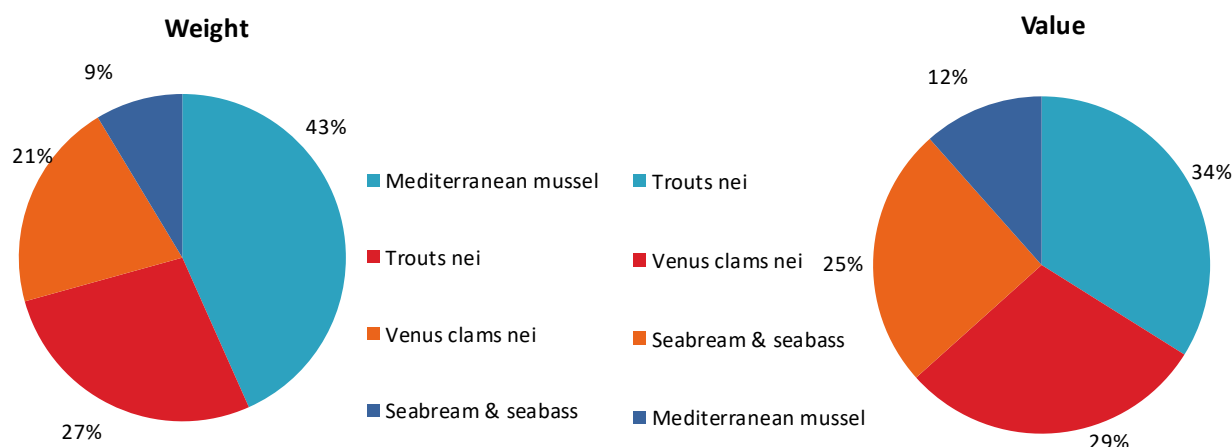 Weight
9%
43%
21%
27%
Mediterranean mussel
Trouts nei
Venus clams nei
Seabream & seabass
Value
12%
34%
25%
29%
Trouts nei
Venus clams nei
Seabream & seabass
Mediterranean mussel